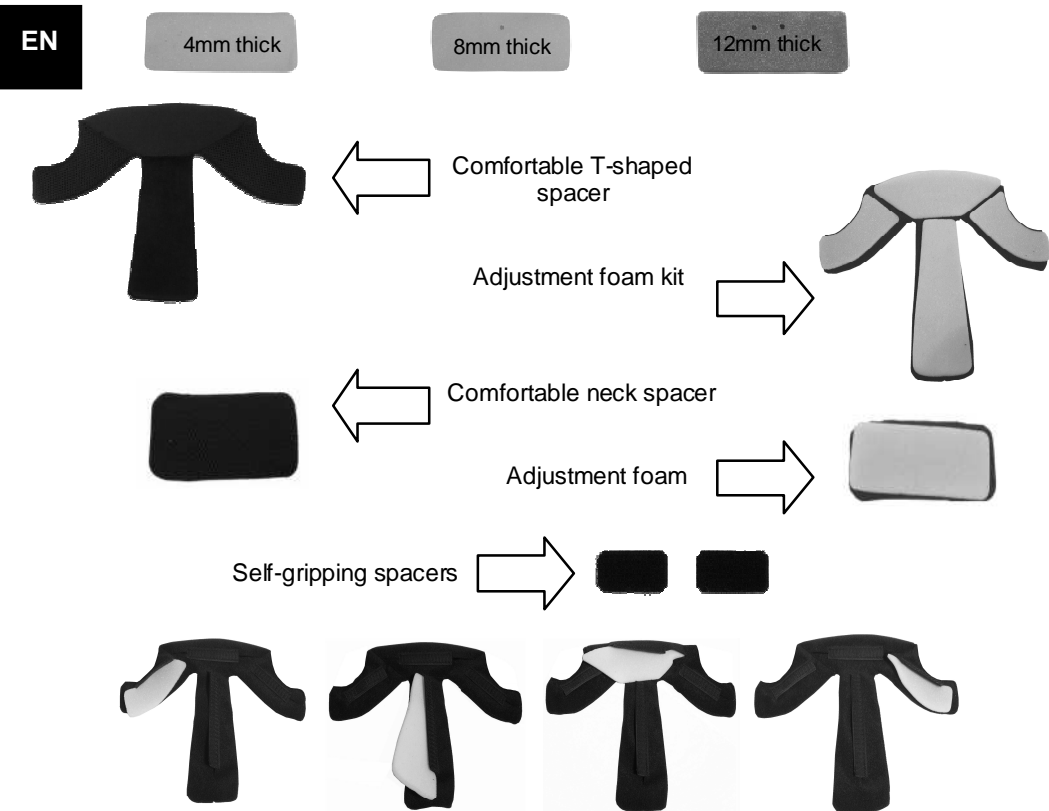 EN
4mm thick
8mm thick
12mm thick
Comfortable T-shaped
spacer
Adjustment foam kit
Comfortable neck spacer
Adjustment foam
Self-gripping spacers